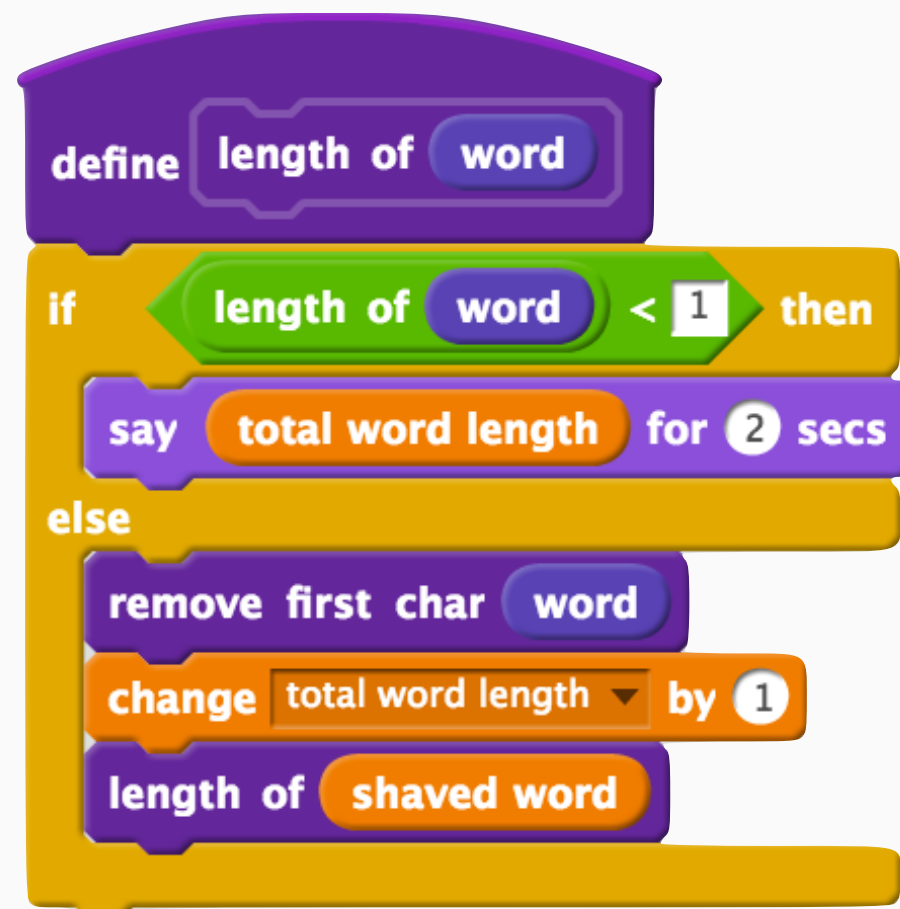 define length of word
if length of word < 1 then
say total word length for 2 secs
else
remove first char word
change total word length by 1
length of shaved word